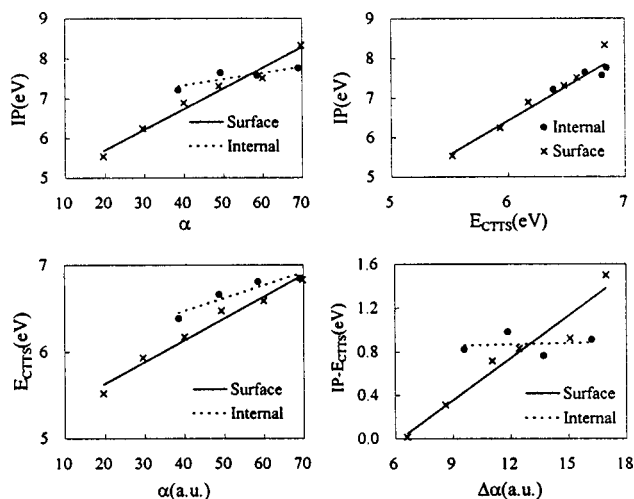 9
8
7
6
5
IP(eV)
Surface
Internal
10 20 30 40 50 60 70
α
9
8
7
6
5
IP(eV)
Internal
Surface
5 6 7
E_CTTS(eV)
7
6
5
E_CTTS(eV)
Surface
Internal
10 20 30 40 50 60 70
α(a.u.)
1.6
1.2
0.8
0.4
0.0
IP-E_CTTS(eV)
Surface
Internal
6 9 12 15 18
Δα(a.u.)